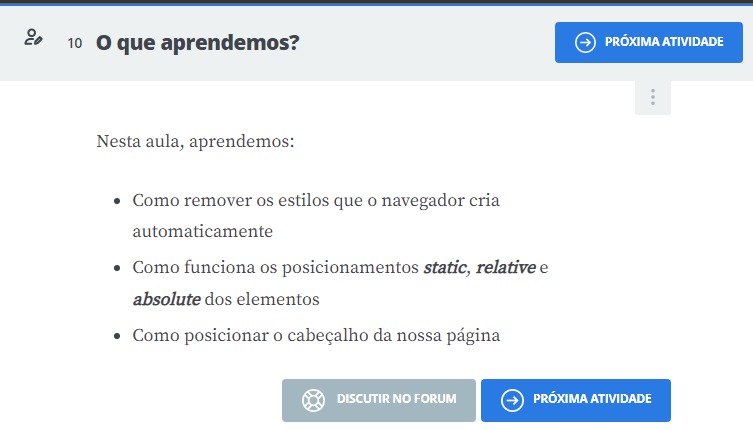 10 O que aprendemos?
PRÓXIMA ATIVIDADE
Nesta aula, aprendemos:
• Como remover os estilos que o navegador cria
automaticamente
• Como funciona os posicionamentos static, relative e
absolute dos elementos
• Como posicionar o cabeçalho da nossa página
DISCUTIR NO FORUM
PRÓXIMA ATIVIDADE